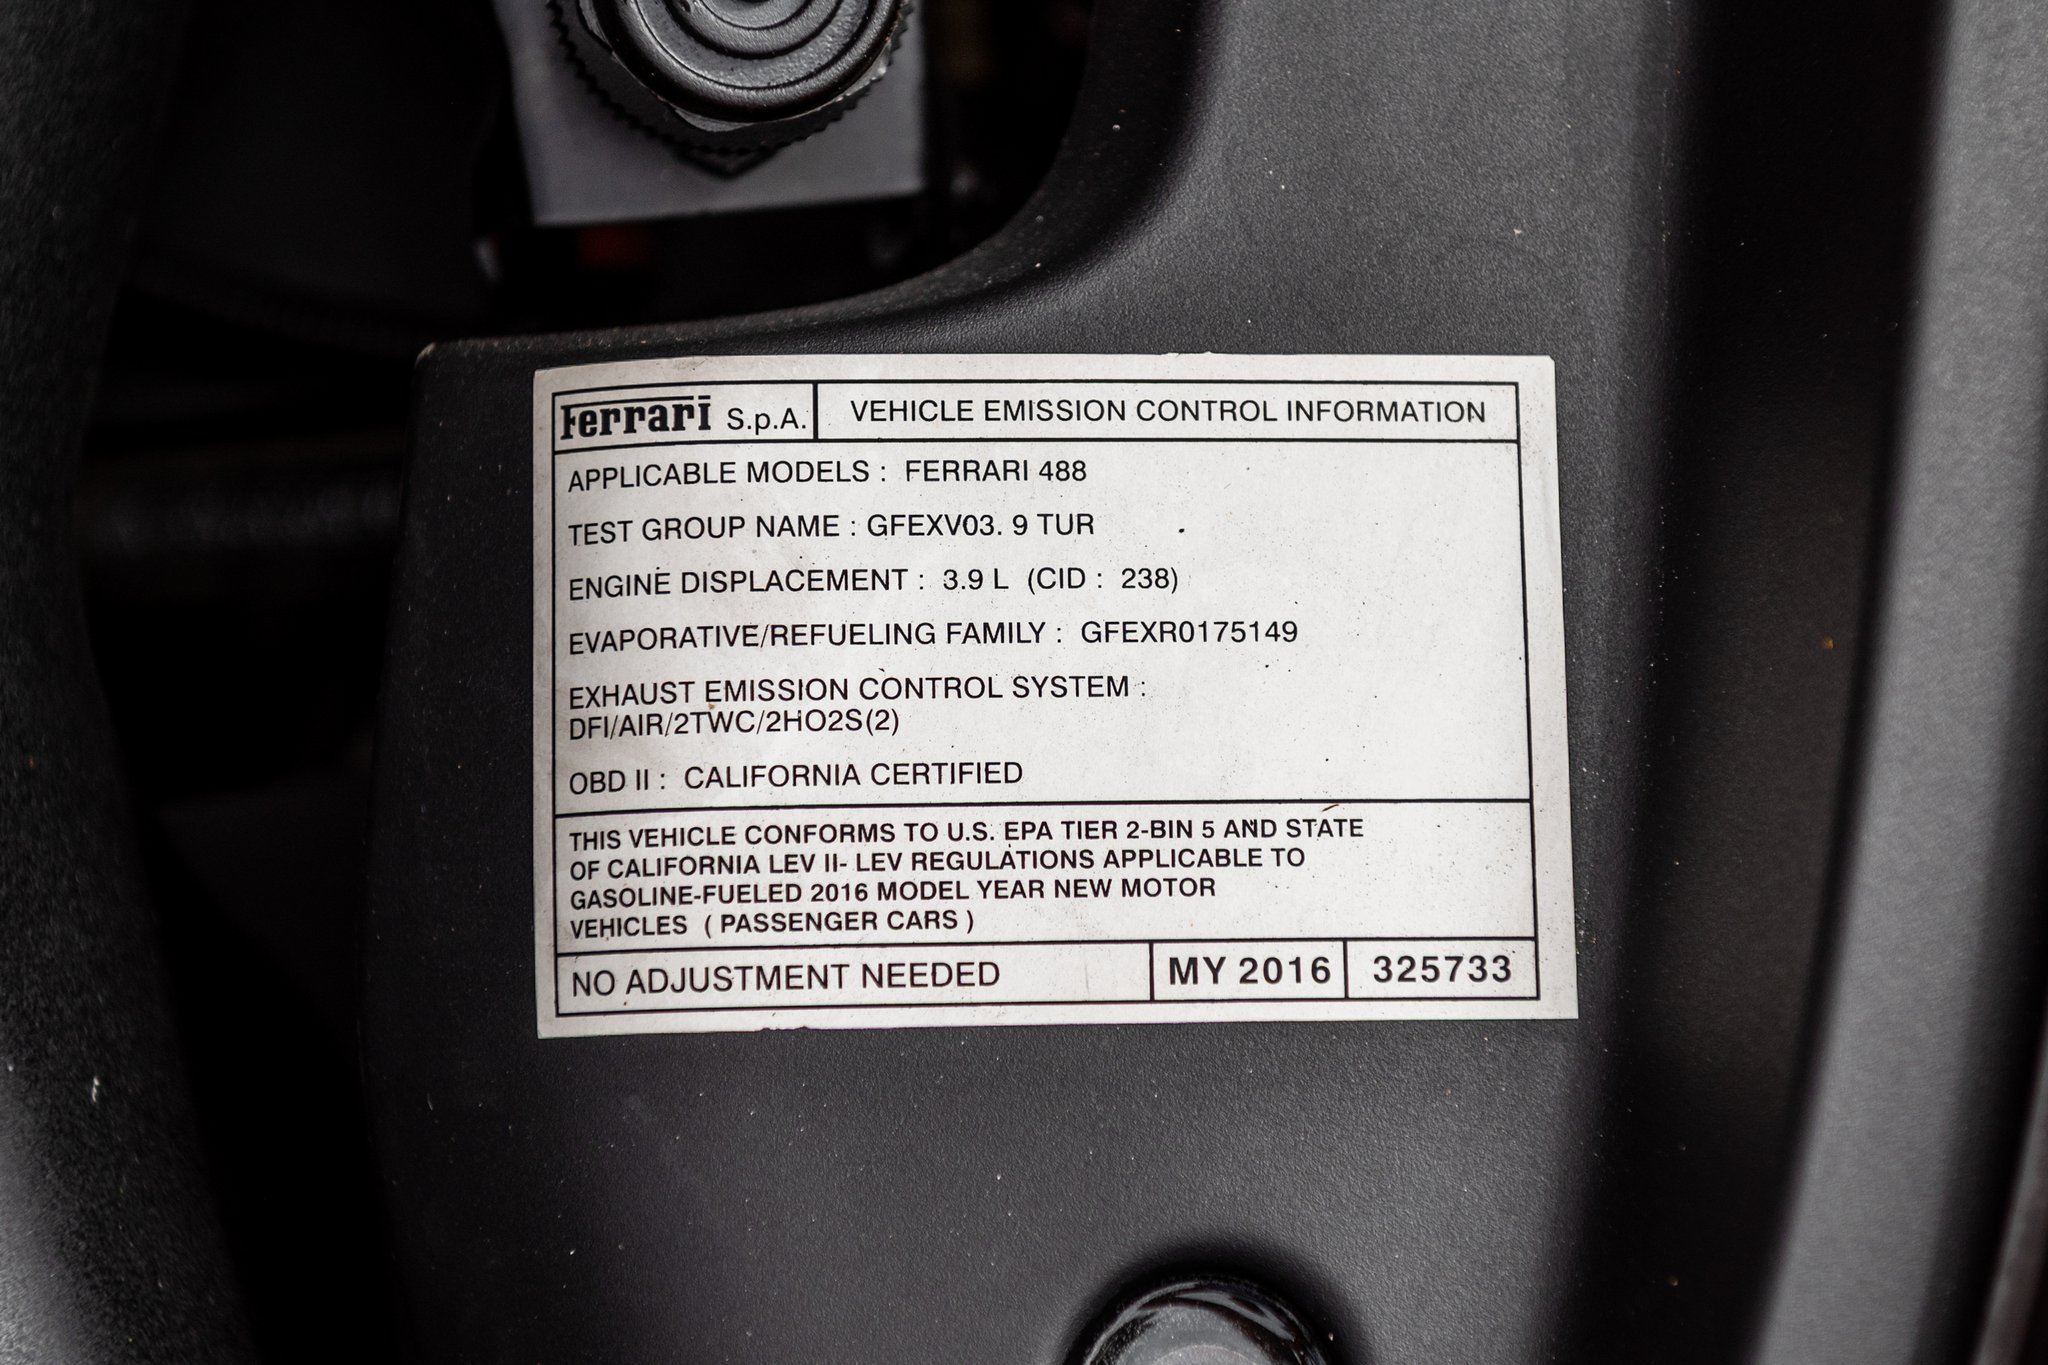 Ferrari S.p.A. VEHICLE EMISSION CONTROL INFORMATION
APPLICABLE MODELS : FERRARI 488
TEST GROUP NAME : GFEXV03. 9 TUR
ENGINE DISPLACEMENT : 3.9 L (CID : 238)
EVAPORATIVE/REFUELING FAMILY : GFEXR0175149
EXHAUST EMISSION CONTROL SYSTEM :
DFI/AIR/2TWC/2HO2S(2)
OBD II : CALIFORNIA CERTIFIED
THIS VEHICLE CONFORMS TO U.S. EPA TIER 2-BIN 5 AND STATE
OF CALIFORNIA LEV II- LEV REGULATIONS APPLICABLE TO
GASOLINE-FUELED 2016 MODEL YEAR NEW MOTOR
VEHICLES ( PASSENGER CARS )
NO ADJUSTMENT NEEDED MY 2016 325733